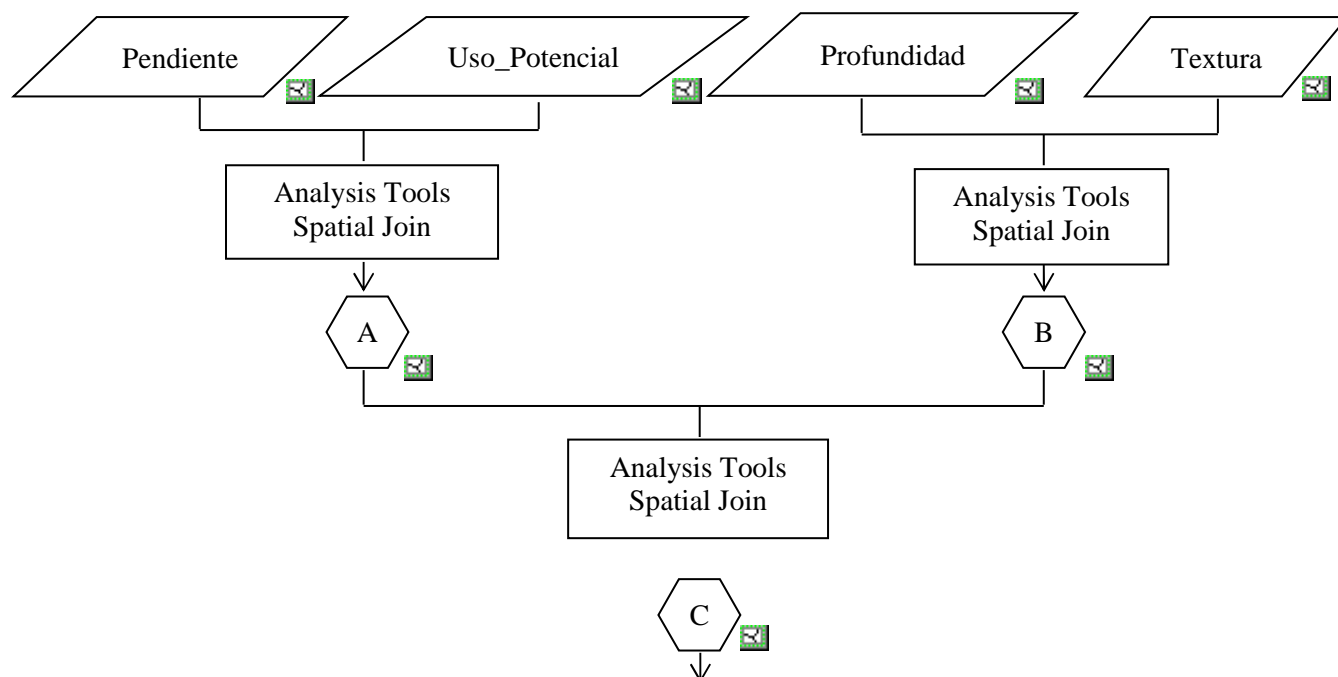 Pendiente
Uso_Potencial
Profundidad
Textura
Analysis Tools
Spatial Join
Analysis Tools
Spatial Join
A
B
Analysis Tools
Spatial Join
C